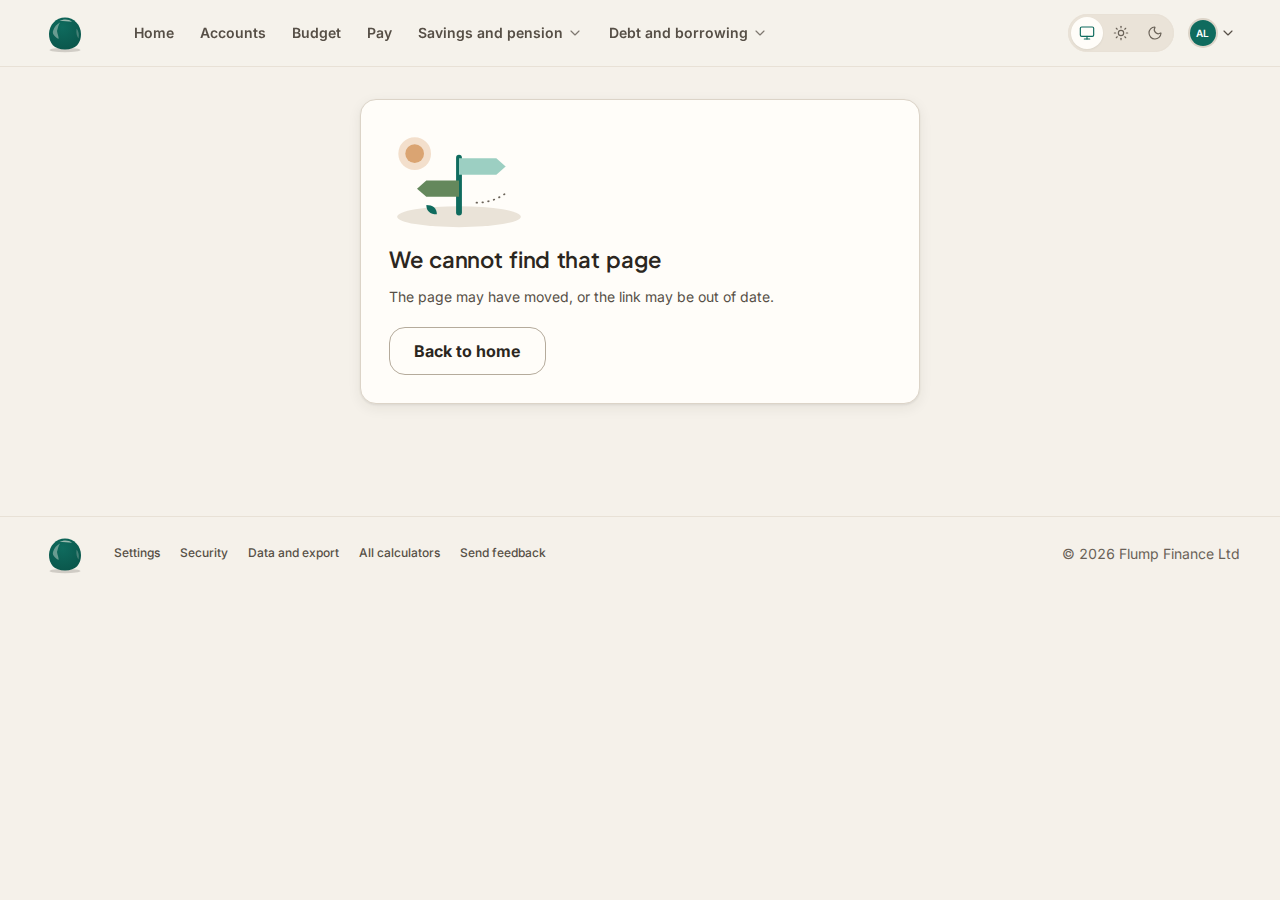 Home Accounts Budget Pay Savings and pension Debt and borrowing AL
We cannot find that page
The page may have moved, or the link may be out of date.
Back to home
Settings Security Data and export All calculators Send feedback © 2026 Flump Finance Ltd